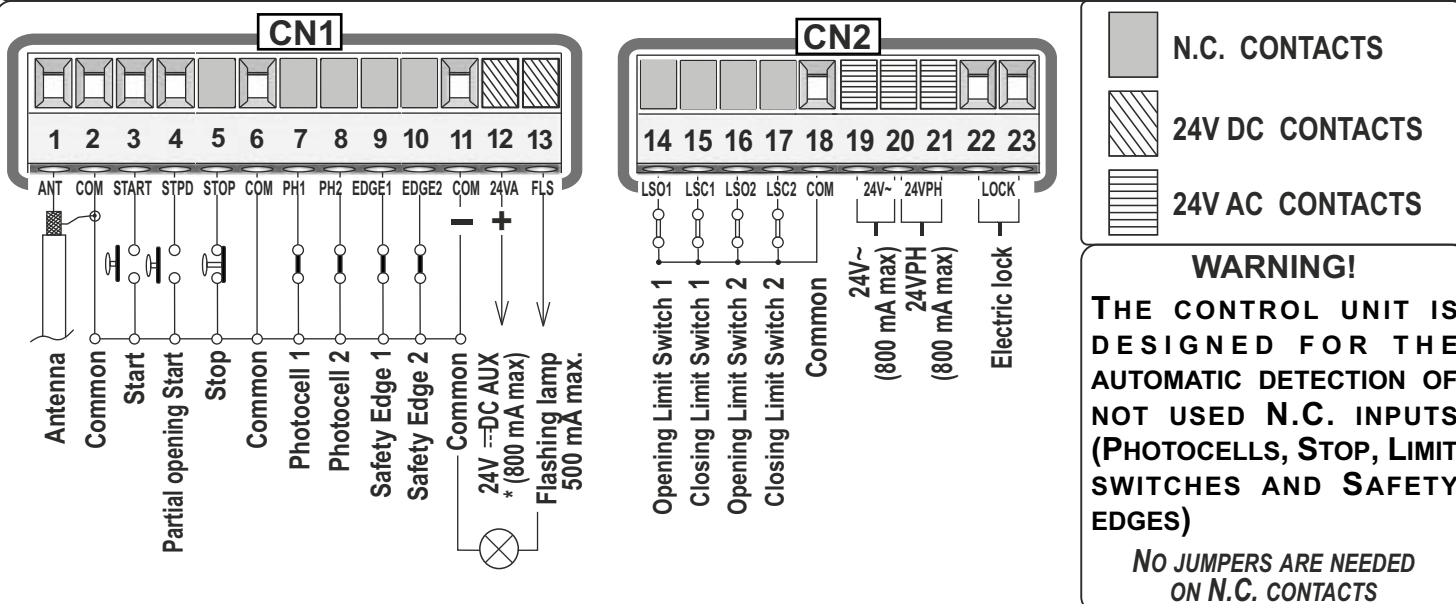 CN1
1 2 3 4 5 6 7 8 9 10 11 12 13
ANT COM START STPD STOP COM PH1 PH2 EDGE1 EDGE2 COM 24VA FLS
− +
Antenna
Common
Start
Partial opening Start
Stop
Common
Photocell 1
Photocell 2
Safety Edge 1
Safety Edge 2
Common
24V ⎓DC AUX
* (800 mA max)
Flashing lamp
500 mA max.
CN2
14 15 16 17 18 19 20 21 22 23
LSO1 LSC1 LSO2 LSC2 COM 24V~ 24VPH LOCK
Opening Limit Switch 1
Closing Limit Switch 1
Opening Limit Switch 2
Closing Limit Switch 2
Common
24V~
(800 mA max)
24VPH
(800 mA max)
Electric lock
N.C. CONTACTS
24V DC CONTACTS
24V AC CONTACTS
WARNING!
THE CONTROL UNIT IS
DESIGNED FOR THE
AUTOMATIC DETECTION OF
NOT USED N.C. INPUTS
(PHOTOCELLS, STOP, LIMIT
SWITCHES AND SAFETY
EDGES)
NO JUMPERS ARE NEEDED
ON N.C. CONTACTS